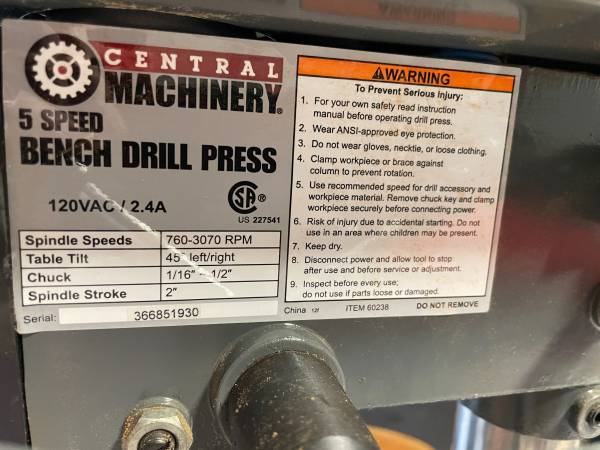 CENTRAL
MACHINERY®
5 SPEED
BENCH DRILL PRESS
120VAC / 2.4A
SA
US 227541
Spindle Speeds 760-3070 RPM
Table Tilt 45° left/right
Chuck 1/16" - 1/2"
Spindle Stroke 2"
Serial: 366851930
WARNING
To Prevent Serious Injury:
1. For your own safety read instruction
manual before operating drill press.
2. Wear ANSI-approved eye protection.
3. Do not wear gloves, necktie, or loose clothing.
4. Clamp workpiece or brace against
column to prevent rotation.
5. Use recommended speed for drill accessory and
workpiece material. Remove chuck key and clamp
workpiece securely before connecting power.
6. Risk of injury due to accidental starting. Do not
use in an area where children may be present.
7. Keep dry.
8. Disconnect power and allow tool to stop
after use and before service or adjustment.
9. Inspect before every use;
do not use if parts loose or damaged.
China 12f ITEM 60238 DO NOT REMOVE